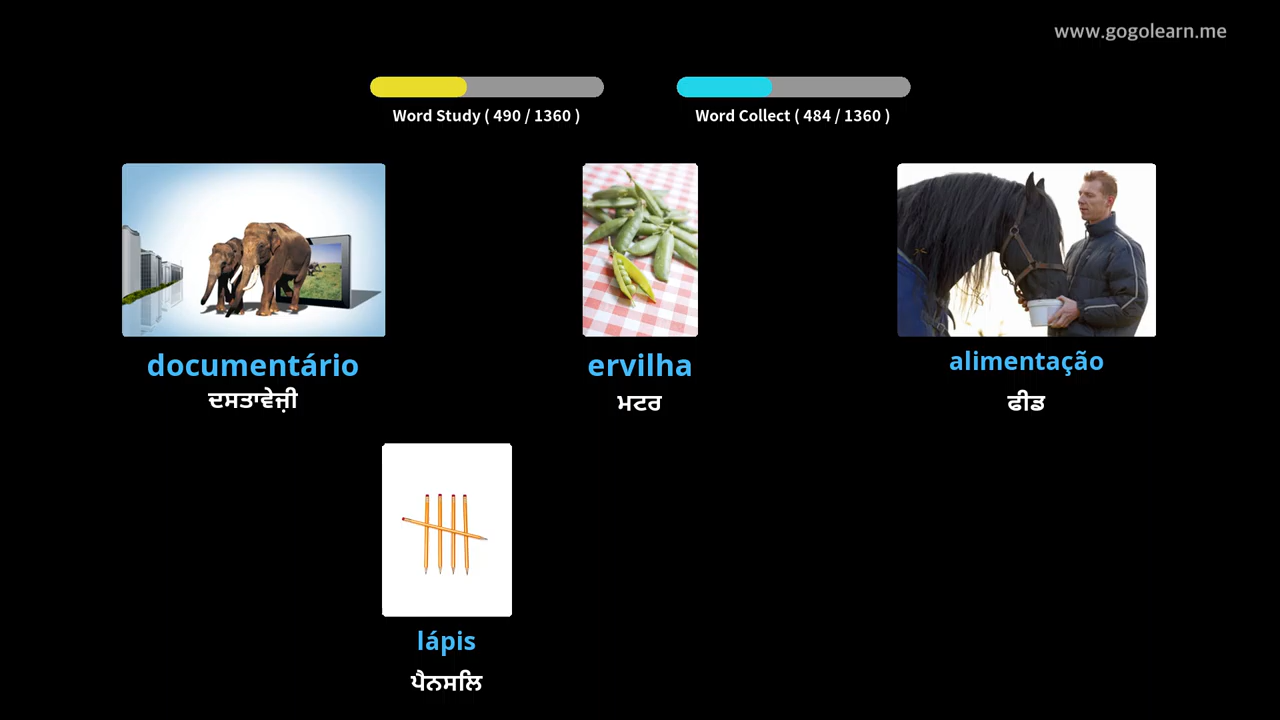 www.gogolearn.me
Word Study ( 490 / 1360 )
Word Collect ( 484 / 1360 )
documentário
ਦਸਤਾਵੇਜ਼ੀ
ervilha
ਮਟਰ
alimentação
ਫੀਡ
lápis
ਪੈਨਸਲਿ